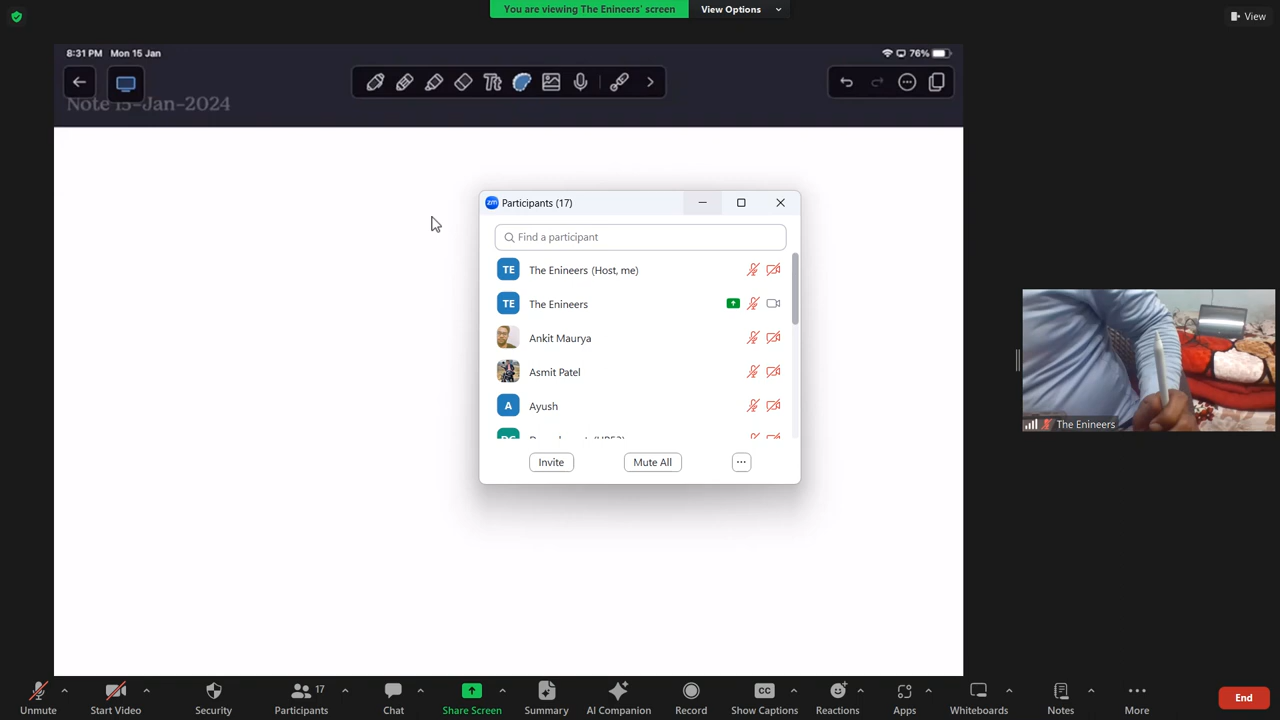 You are viewing The Enineers' screen
View Options
View
8:31 PM Mon 15 Jan
76%
Tt
Note 15-Jan-2024
zm Participants (17)
Find a participant
TE The Enineers (Host, me)
TE The Enineers
Ankit Maurya
Asmit Patel
A Ayush
Invite
Mute All
The Enineers
Unmute
Start Video
Security
17
Participants
Chat
Share Screen
Summary
AI Companion
Record
CC
Show Captions
Reactions
Apps
Whiteboards
Notes
More
End